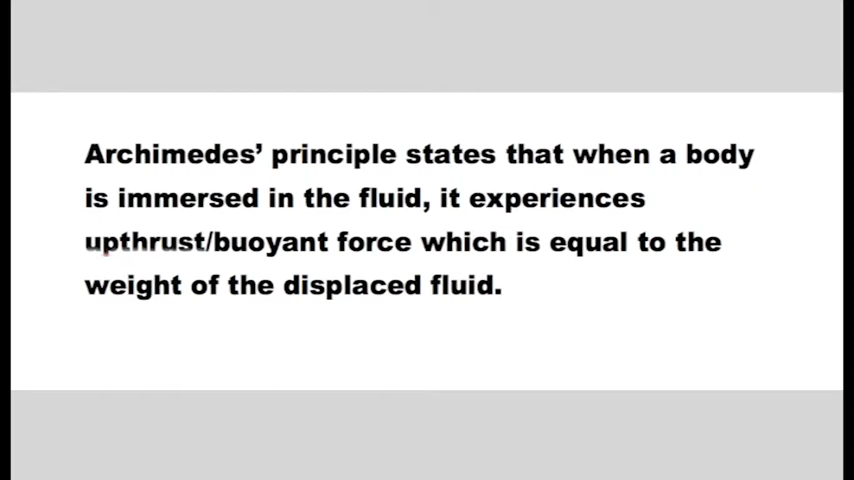 Archimedes’ principle states that when a body
is immersed in the fluid, it experiences
upthrust/buoyant force which is equal to the
weight of the displaced fluid.